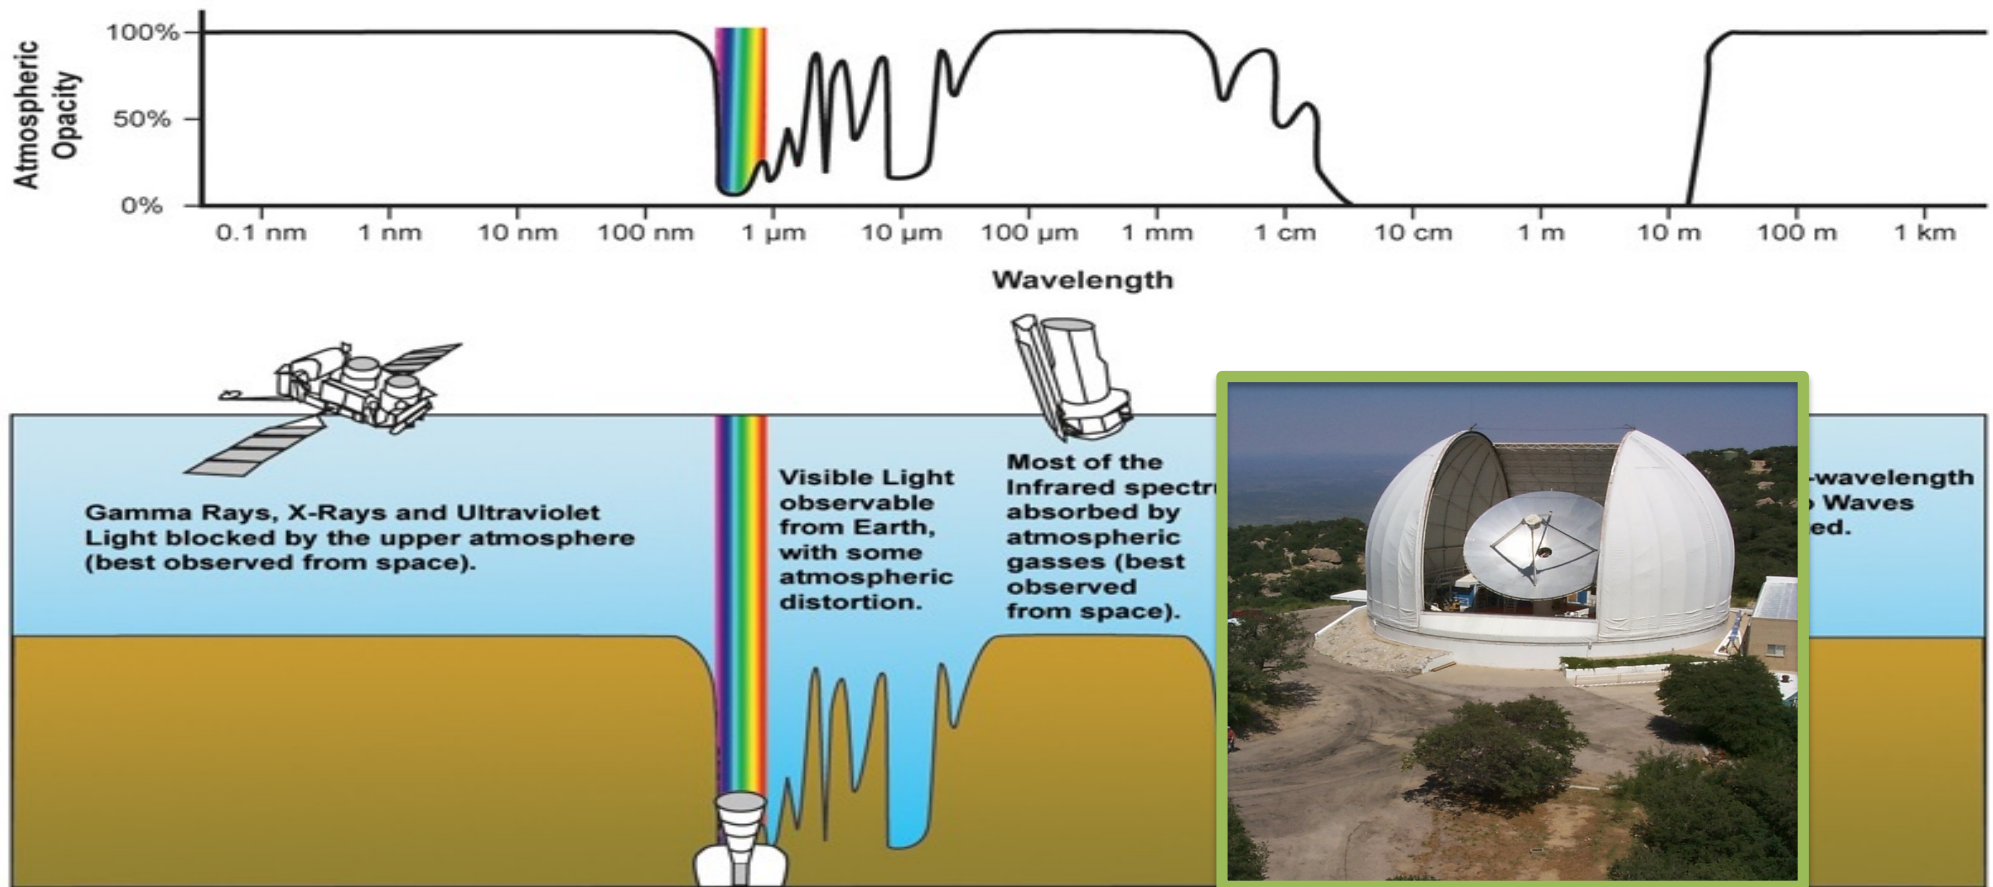 Atmospheric
Opacity
100%
50%
0%
0.1 nm 1 nm 10 nm 100 nm 1 µm 10 µm 100 µm 1 mm 1 cm 10 cm 1 m 10 m 100 m 1 km
Wavelength
Gamma Rays, X-Rays and Ultraviolet
Light blocked by the upper atmosphere
(best observed from space).
Visible Light
observable
from Earth,
with some
atmospheric
distortion.
Most of the
Infrared spectru
absorbed by
atmospheric
gasses (best
observed
from space).
-wavelength
Waves
ed.